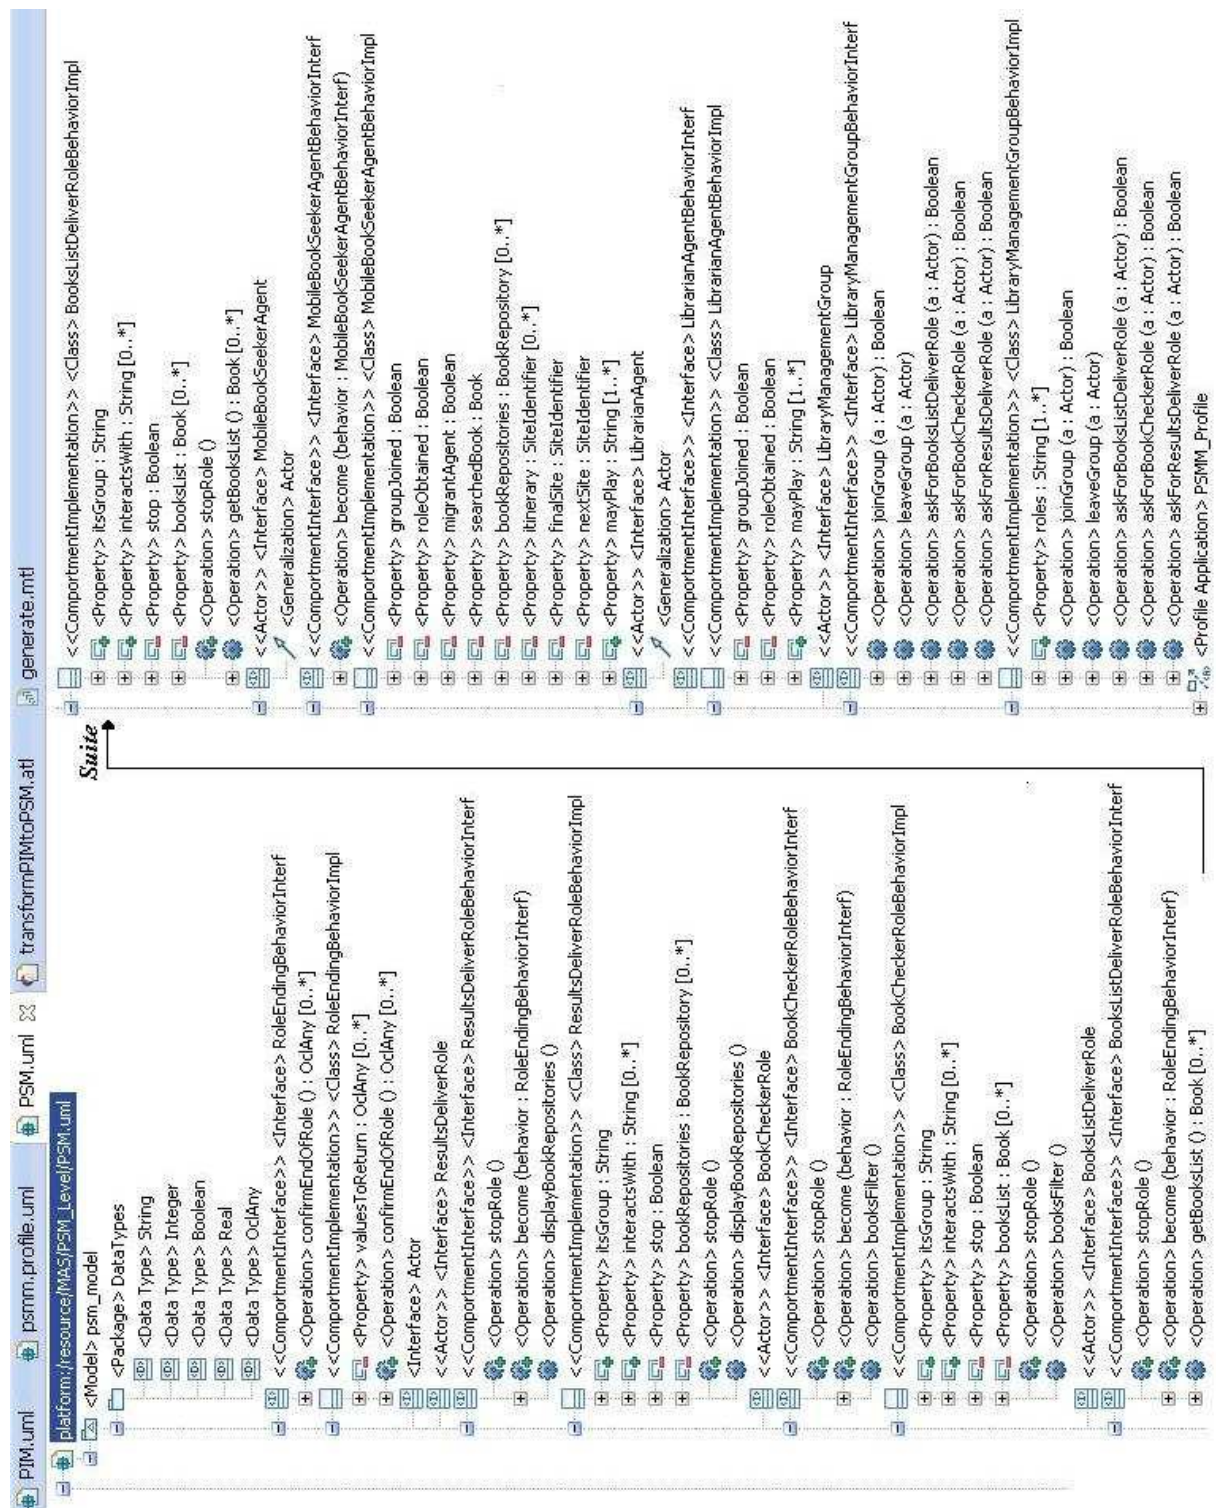 PIM.uml
psmm.profile.uml
PSM.uml
transformPIMtoPSM.atl
generate.mtl
platform:/resource/MAS/PSM_Level/PSM.uml
<Model> psm_model
<Package> DataTypes
<Data Type> String
<Data Type> Integer
<Data Type> Boolean
<Data Type> Real
<Data Type> OclAny
<<ComportmentInterface>> <Interface> RoleEndingBehaviorInterf
<Operation> confirmEndOfRole () : OclAny [0..*]
<<ComportmentImplementation>> <Class> RoleEndingBehaviorImpl
<Property> valuesToReturn : OclAny [0..*]
<Operation> confirmEndOfRole () : OclAny [0..*]
<Interface> Actor
<<Actor>> <Interface> ResultsDeliverRole
<<ComportmentInterface>> <Interface> ResultsDeliverRoleBehaviorInterf
<Operation> stopRole ()
<Operation> become (behavior : RoleEndingBehaviorInterf)
<Operation> displayBookRepositories ()
<<ComportmentImplementation>> <Class> ResultsDeliverRoleBehaviorImpl
<Property> itsGroup : String
<Property> interactsWith : String [0..*]
<Property> stop : Boolean
<Property> bookRepositories : BookRepository [0..*]
<Operation> stopRole ()
<Operation> displayBookRepositories ()
<<Actor>> <Interface> BookCheckerRole
<<ComportmentInterface>> <Interface> BookCheckerRoleBehaviorInterf
<Operation> stopRole ()
<Operation> become (behavior : RoleEndingBehaviorInterf)
<Operation> booksFilter ()
<<ComportmentImplementation>> <Class> BookCheckerRoleBehaviorImpl
<Property> itsGroup : String
<Property> interactsWith : String [0..*]
<Property> stop : Boolean
<Property> booksList : Book [0..*]
<Operation> stopRole ()
<Operation> booksFilter ()
<<Actor>> <Interface> BooksListDeliverRole
<<ComportmentInterface>> <Interface> BooksListDeliverRoleBehaviorInterf
<Operation> stopRole ()
<Operation> become (behavior : RoleEndingBehaviorInterf)
<Operation> getBooksList () : Book [0..*]
Suite
<<ComportmentImplementation>> <Class> BooksListDeliverRoleBehaviorImpl
<Property> itsGroup : String
<Property> interactsWith : String [0..*]
<Property> stop : Boolean
<Property> booksList : Book [0..*]
<Operation> stopRole ()
<Operation> getBooksList () : Book [0..*]
<<Actor>> <Interface> MobileBookSeekerAgent
<Generalization> Actor
<<ComportmentInterface>> <Interface> MobileBookSeekerAgentBehaviorInterf
<Operation> become (behavior : MobileBookSeekerAgentBehaviorInterf)
<<ComportmentImplementation>> <Class> MobileBookSeekerAgentBehaviorImpl
<Property> groupJoined : Boolean
<Property> roleObtained : Boolean
<Property> migrantAgent : Boolean
<Property> searchedBook : Book
<Property> bookRepositories : BookRepository [0..*]
<Property> itinerary : SiteIdentifier [0..*]
<Property> finalSite : SiteIdentifier
<Property> nextSite : SiteIdentifier
<Property> mayPlay : String [1..*]
<<Actor>> <Interface> LibrarianAgent
<Generalization> Actor
<<ComportmentInterface>> <Interface> LibrarianAgentBehaviorInterf
<<ComportmentImplementation>> <Class> LibrarianAgentBehaviorImpl
<Property> groupJoined : Boolean
<Property> roleObtained : Boolean
<Property> mayPlay : String [1..*]
<<Actor>> <Interface> LibraryManagementGroup
<<ComportmentInterface>> <Interface> LibraryManagementGroupBehaviorInterf
<Operation> joinGroup (a : Actor) : Boolean
<Operation> leaveGroup (a : Actor)
<Operation> askForBooksListDeliverRole (a : Actor) : Boolean
<Operation> askForBookCheckerRole (a : Actor) : Boolean
<Operation> askForResultsDeliverRole (a : Actor) : Boolean
<<ComportmentImplementation>> <Class> LibraryManagementGroupBehaviorImpl
<Property> roles : String [1..*]
<Operation> joinGroup (a : Actor) : Boolean
<Operation> leaveGroup (a : Actor)
<Operation> askForBooksListDeliverRole (a : Actor) : Boolean
<Operation> askForBookCheckerRole (a : Actor) : Boolean
<Operation> askForResultsDeliverRole (a : Actor) : Boolean
<Profile Application> PSMM_Profile